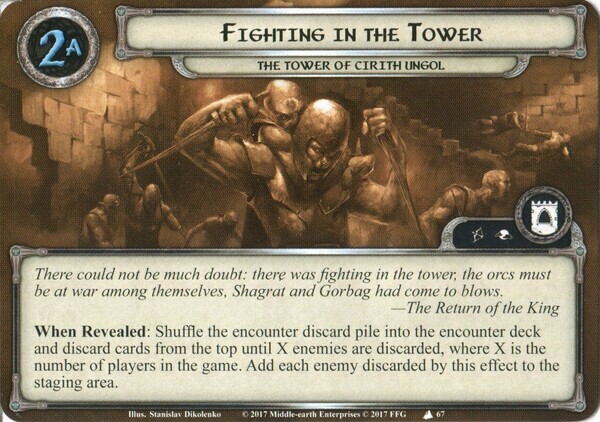 2A
FIGHTING IN THE TOWER
THE TOWER OF CIRITH UNGOL
There could not be much doubt: there was fighting in the tower, the orcs must
be at war among themselves, Shagrat and Gorbag had come to blows.
—The Return of the King
When Revealed: Shuffle the encounter discard pile into the encounter deck
and discard cards from the top until X enemies are discarded, where X is the
number of players in the game. Add each enemy discarded by this effect to the
staging area.
Illus. Stanislav Dikolenko © 2017 Middle-earth Enterprises © 2017 FFG 67